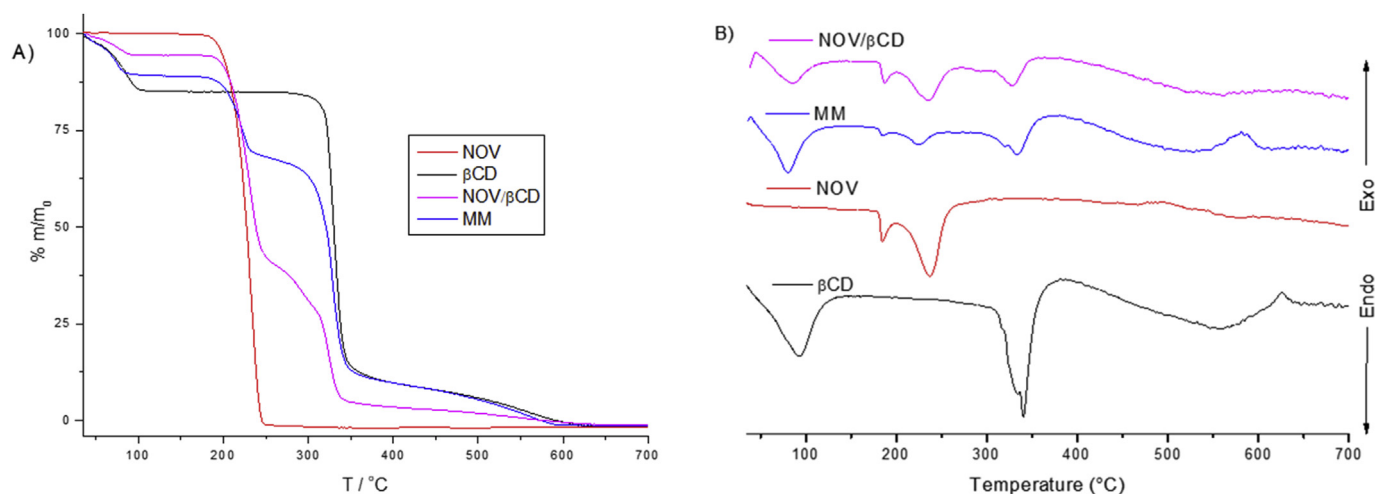 A)
% m/m0
100
75
50
25
0
NOV
βCD
NOV/βCD
MM
100
200
300
400
500
600
700
T / °C
B)
NOV/βCD
MM
NOV
βCD
Exo
Endo
100
200
300
400
500
600
700
Temperature (°C)